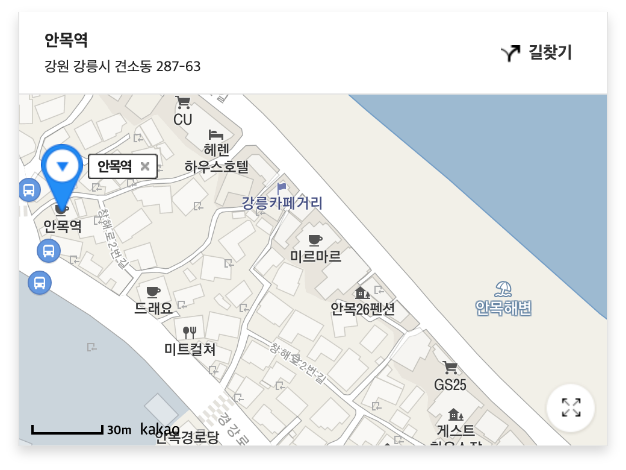 안목역
강원 강릉시 견소동 287-63
길찾기
CU
헤렌
하우스호텔
안목역
강릉카페거리
안목역
창해로2번길
미르마르
드래요
안목26펜션
안목해변
미트컬쳐
창해로2번길
GS25
경강로
게스트
30m
kakao
안목경로당